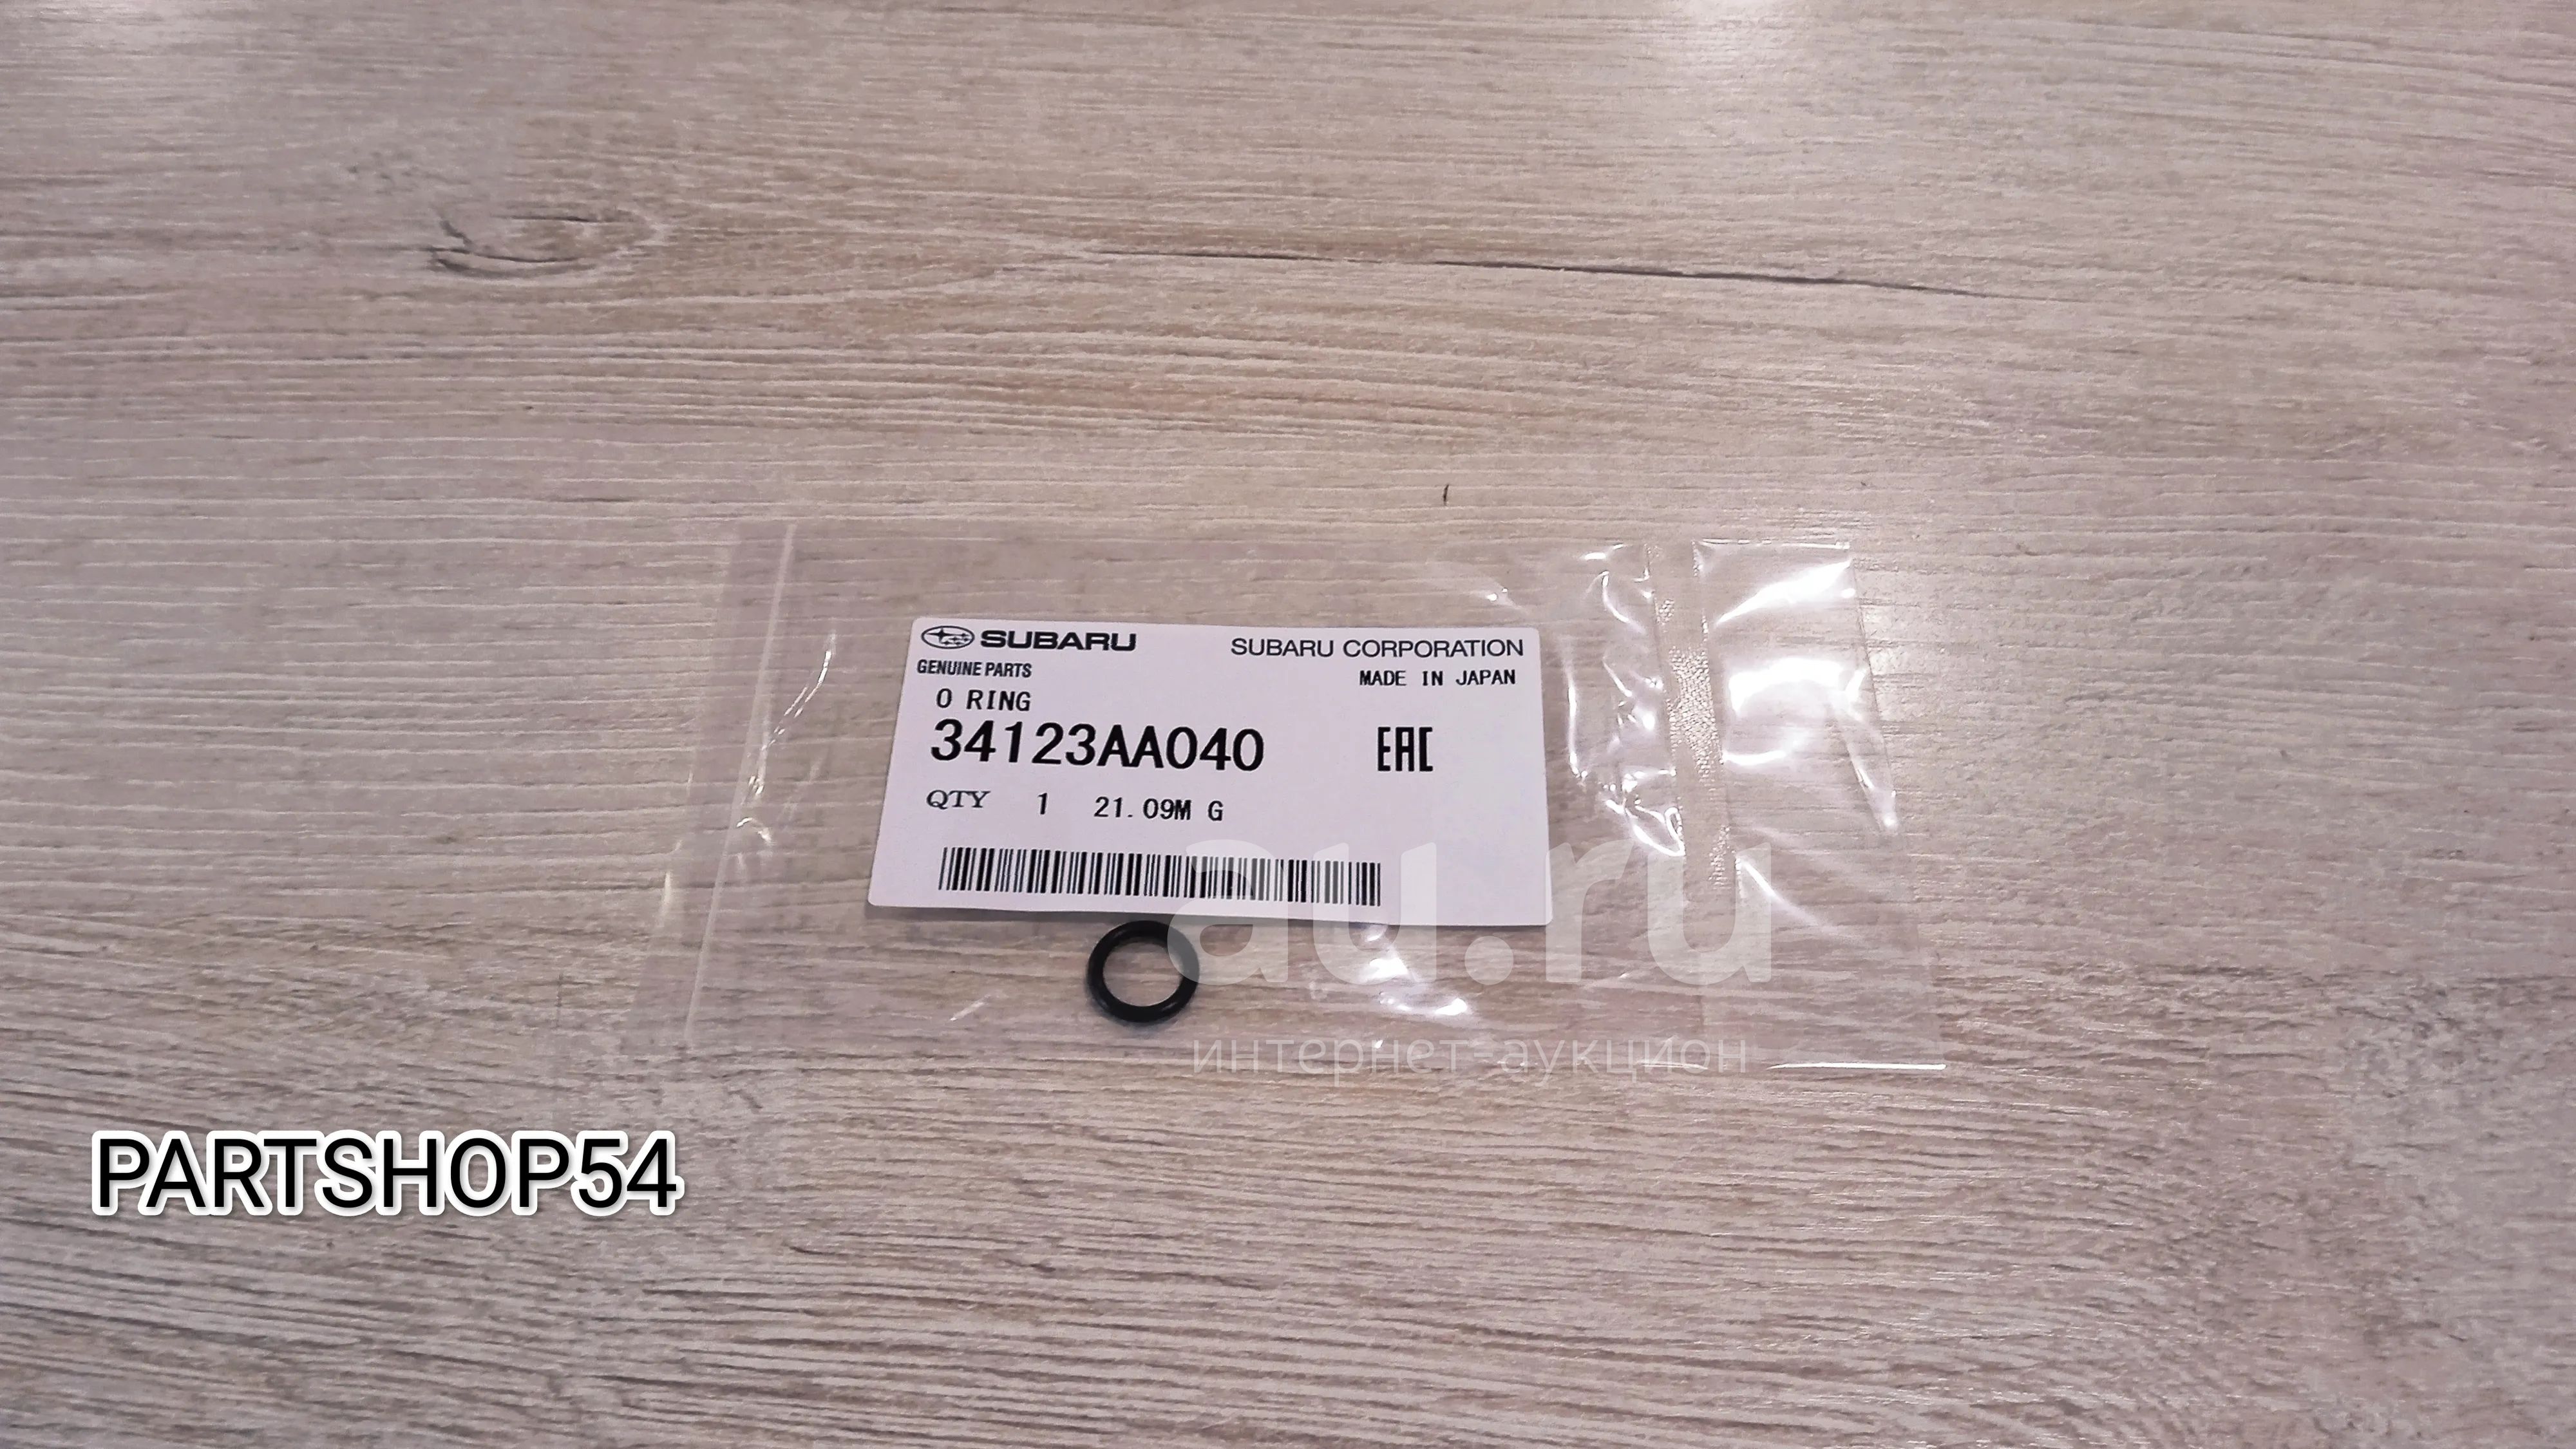 SUBARU
SUBARU CORPORATION
GENUINE PARTS
MADE IN JAPAN
O RING
34123AA040
EAC
QTY 1 21.09M G
au.ru
интернет-аукцион
PARTSHOP54